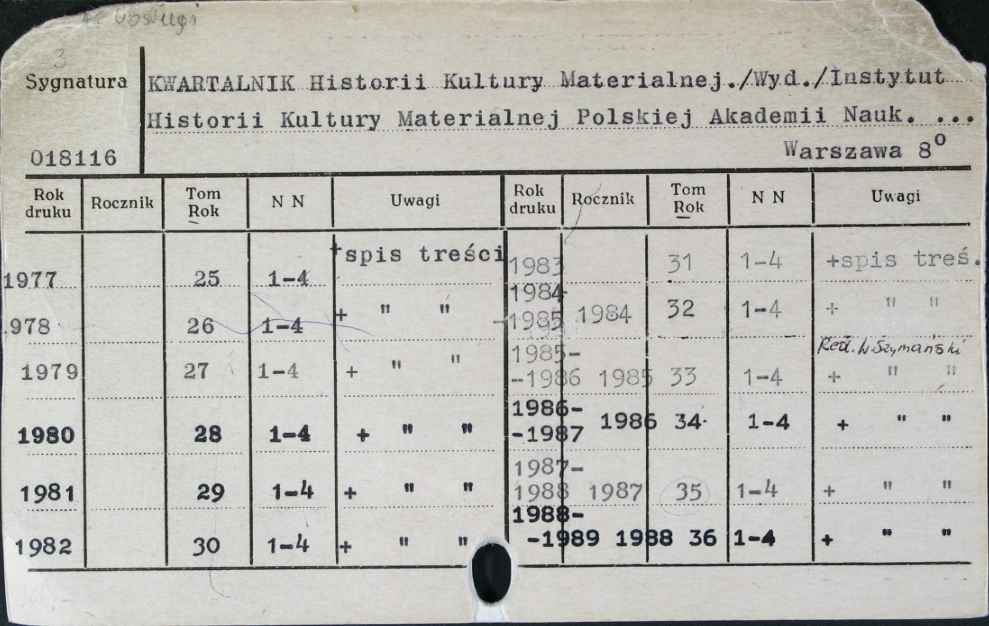 Obsługi
3
Sygnatura KWARTALNIK Historii Kultury Materialnej./Wyd./Instytut
Historii Kultury Materialnej Polskiej Akademii Nauk. ...
018116 Warszawa 8º
Rok druku Rocznik Tom Rok N N Uwagi Rok druku Rocznik Tom Rok N N Uwagi
1977 25 1-4 +spis treści 1983 31 1-4 +spis treś.
.978 26 1-4 + " " 1984-1985 1984 32 1-4 + " "
Red. W. Szymański
1979 27 1-4 + " " 1985-
-1986 1985 33 1-4 + " "
1980 28 1-4 + " " 1986-
-1987 1986 34 1-4 + " "
1981 29 1-4 + " " 1987-
1988 1987 35 1-4 + " "
1982 30 1-4 + " " 1988-
-1989 1988 36 1-4 + " "